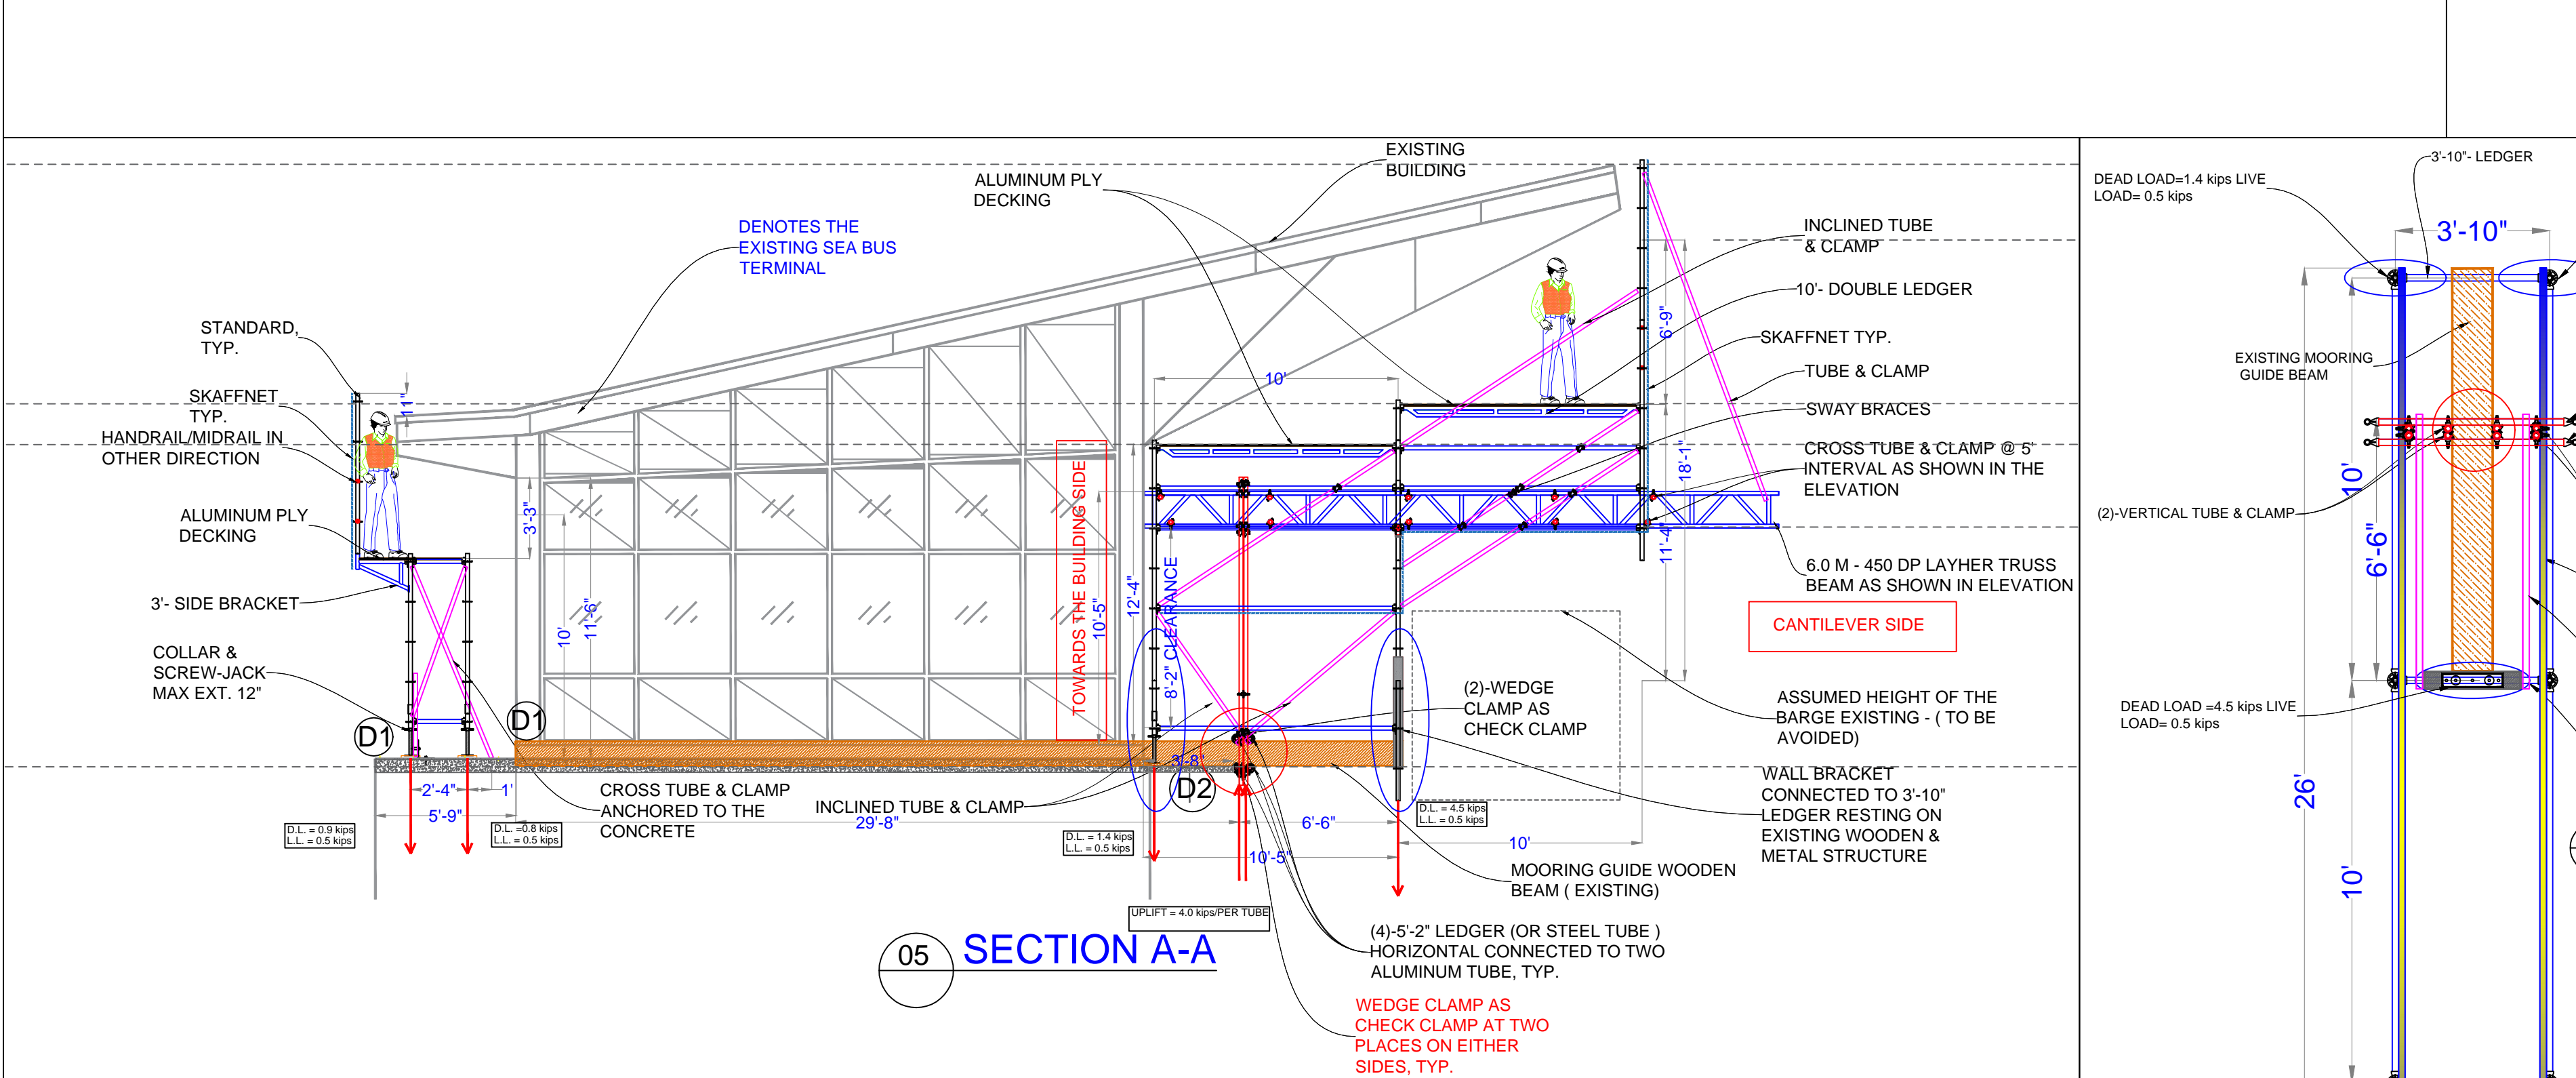 EXISTING
BUILDING
ALUMINUM PLY
DECKING
DENOTES THE
EXISTING SEA BUS
TERMINAL
INCLINED TUBE
& CLAMP
10'- DOUBLE LEDGER
SKAFFNET TYP.
TUBE & CLAMP
SWAY BRACES
CROSS TUBE & CLAMP @ 5'
INTERVAL AS SHOWN IN THE
ELEVATION
6.0 M - 450 DP LAYHER TRUSS
BEAM AS SHOWN IN ELEVATION
CANTILEVER SIDE
ASSUMED HEIGHT OF THE
BARGE EXISTING - ( TO BE
AVOIDED)
WALL BRACKET
CONNECTED TO 3'-10"
LEDGER RESTING ON
EXISTING WOODEN &
METAL STRUCTURE
STANDARD,
TYP.
SKAFFNET
TYP.
HANDRAIL/MIDRAIL IN
OTHER DIRECTION
ALUMINUM PLY
DECKING
3'- SIDE BRACKET
COLLAR &
SCREW-JACK
MAX EXT. 12"
11"
3'-3"
10'
11'-6"
TOWARDS THE BUILDING SIDE
10'-5"
12'-4"
8'-2" CLEARANCE
10'
6'-9"
18'-1"
11'-4"
(2)-WEDGE
CLAMP AS
CHECK CLAMP
D1
D1
D2
3'-8"
2'-4"
1'
5'-9"
29'-8"
6'-6"
10'-5"
10'
CROSS TUBE & CLAMP
ANCHORED TO THE
CONCRETE
INCLINED TUBE & CLAMP
D.L. = 0.9 kips
L.L. = 0.5 kips
D.L. =0.8 kips
L.L. = 0.5 kips
D.L. = 1.4 kips
L.L. = 0.5 kips
D.L. = 4.5 kips
L.L. = 0.5 kips
UPLIFT = 4.0 kips/PER TUBE
MOORING GUIDE WOODEN
BEAM ( EXISTING)
(4)-5'-2" LEDGER (OR STEEL TUBE )
HORIZONTAL CONNECTED TO TWO
ALUMINUM TUBE, TYP.
WEDGE CLAMP AS
CHECK CLAMP AT TWO
PLACES ON EITHER
SIDES, TYP.
05
SECTION A-A
3'-10"- LEDGER
DEAD LOAD=1.4 kips LIVE
LOAD= 0.5 kips
3'-10"
EXISTING MOORING
GUIDE BEAM
(2)-VERTICAL TUBE & CLAMP
10'
6'-6"
DEAD LOAD =4.5 kips LIVE
LOAD= 0.5 kips
26'
10'